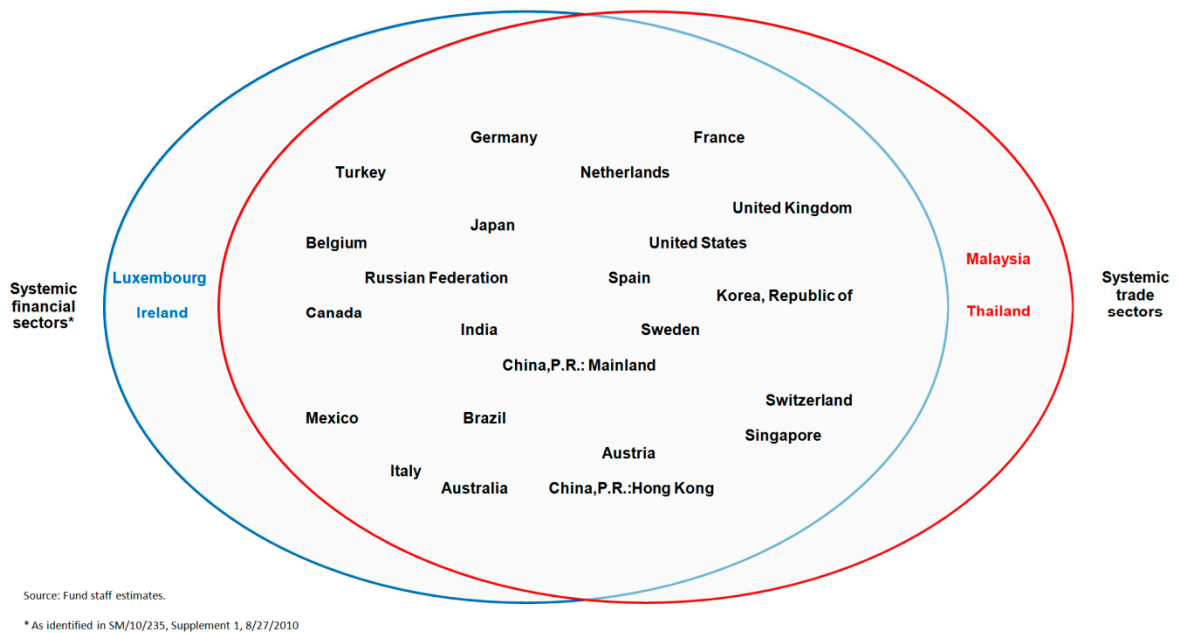 Germany
France
Turkey
Netherlands
United Kingdom
Japan
Belgium
United States
Malaysia
Luxembourg
Russian Federation
Spain
Systemic
financial
sectors*
Systemic
trade
sectors
Korea, Republic of
Ireland
Canada
Thailand
India
Sweden
China,P.R.: Mainland
Switzerland
Mexico
Brazil
Singapore
Austria
Italy
Australia
China,P.R.:Hong Kong
Source: Fund staff estimates.
* As identified in SM/10/235, Supplement 1, 8/27/2010